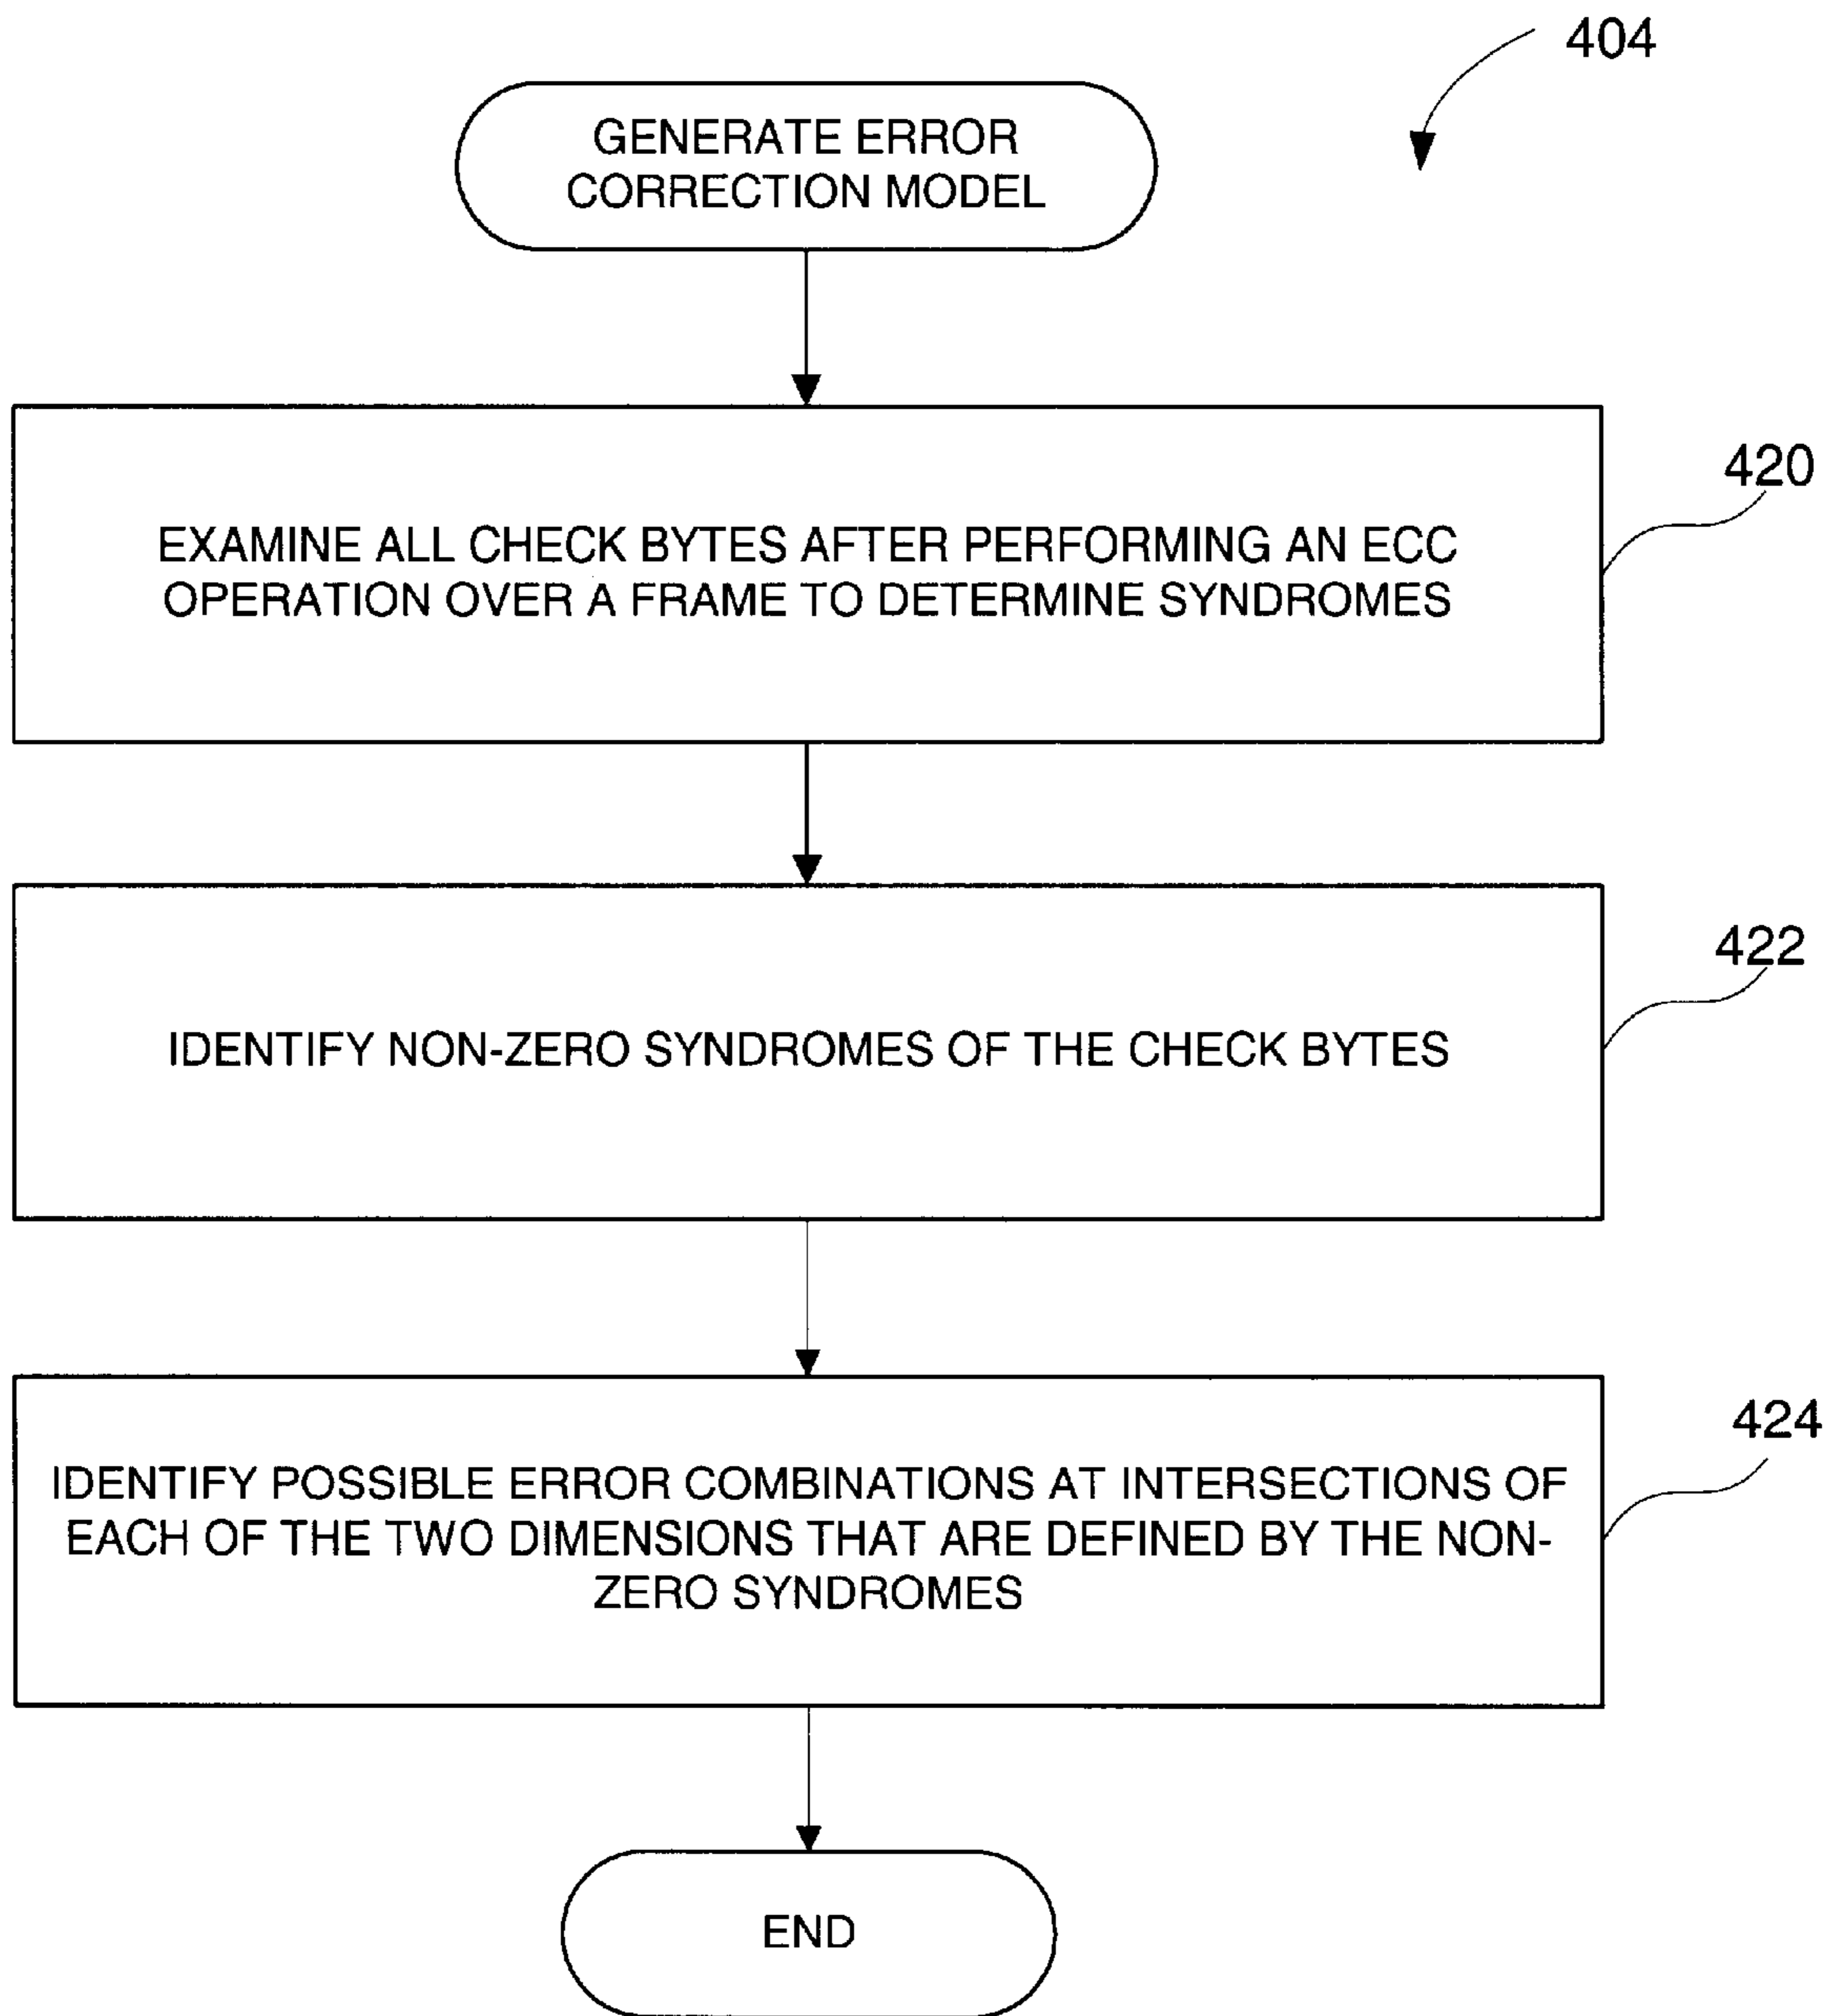 404
GENERATE ERROR
CORRECTION MODEL
420
EXAMINE ALL CHECK BYTES AFTER PERFORMING AN ECC
OPERATION OVER A FRAME TO DETERMINE SYNDROMES
422
IDENTIFY NON-ZERO SYNDROMES OF THE CHECK BYTES
424
IDENTIFY POSSIBLE ERROR COMBINATIONS AT INTERSECTIONS OF
EACH OF THE TWO DIMENSIONS THAT ARE DEFINED BY THE NON-
ZERO SYNDROMES
END